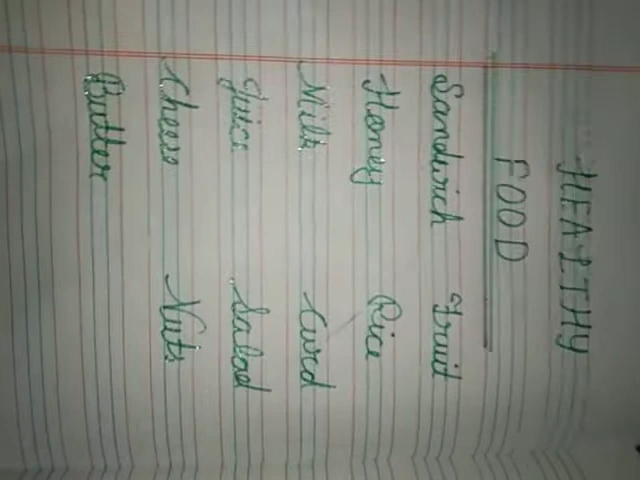 HEALTHY
FOOD
Sandwich Fruit
Honey Rice
Milk Curd
Juice Salad
Cheese Nuts
Butter